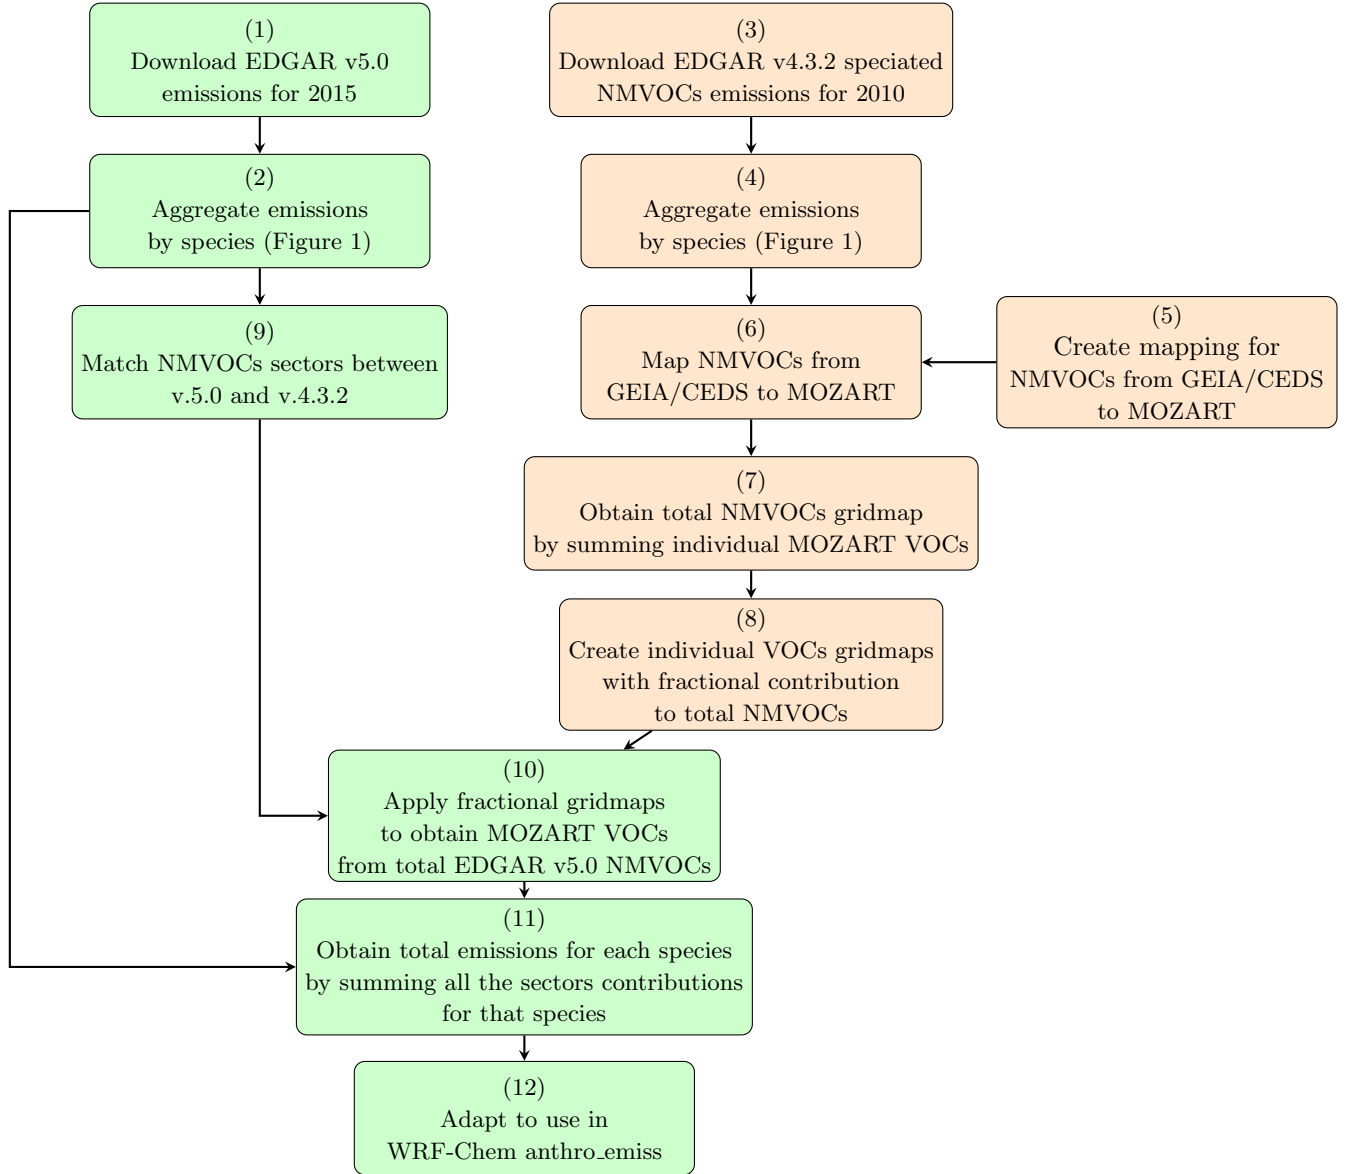 (1)
Download EDGAR v5.0
emissions for 2015
(3)
Download EDGAR v4.3.2 speciated
NMVOCs emissions for 2010
(2)
Aggregate emissions
by species (Figure 1)
(4)
Aggregate emissions
by species (Figure 1)
(9)
Match NMVOCs sectors between
v.5.0 and v.4.3.2
(6)
Map NMVOCs from
GEIA/CEDS to MOZART
(5)
Create mapping for
NMVOCs from GEIA/CEDS
to MOZART
(7)
Obtain total NMVOCs gridmap
by summing individual MOZART VOCs
(8)
Create individual VOCs gridmaps
with fractional contribution
to total NMVOCs
(10)
Apply fractional gridmaps
to obtain MOZART VOCs
from total EDGAR v5.0 NMVOCs
(11)
Obtain total emissions for each species
by summing all the sectors contributions
for that species
(12)
Adapt to use in
WRF-Chem anthro_emiss